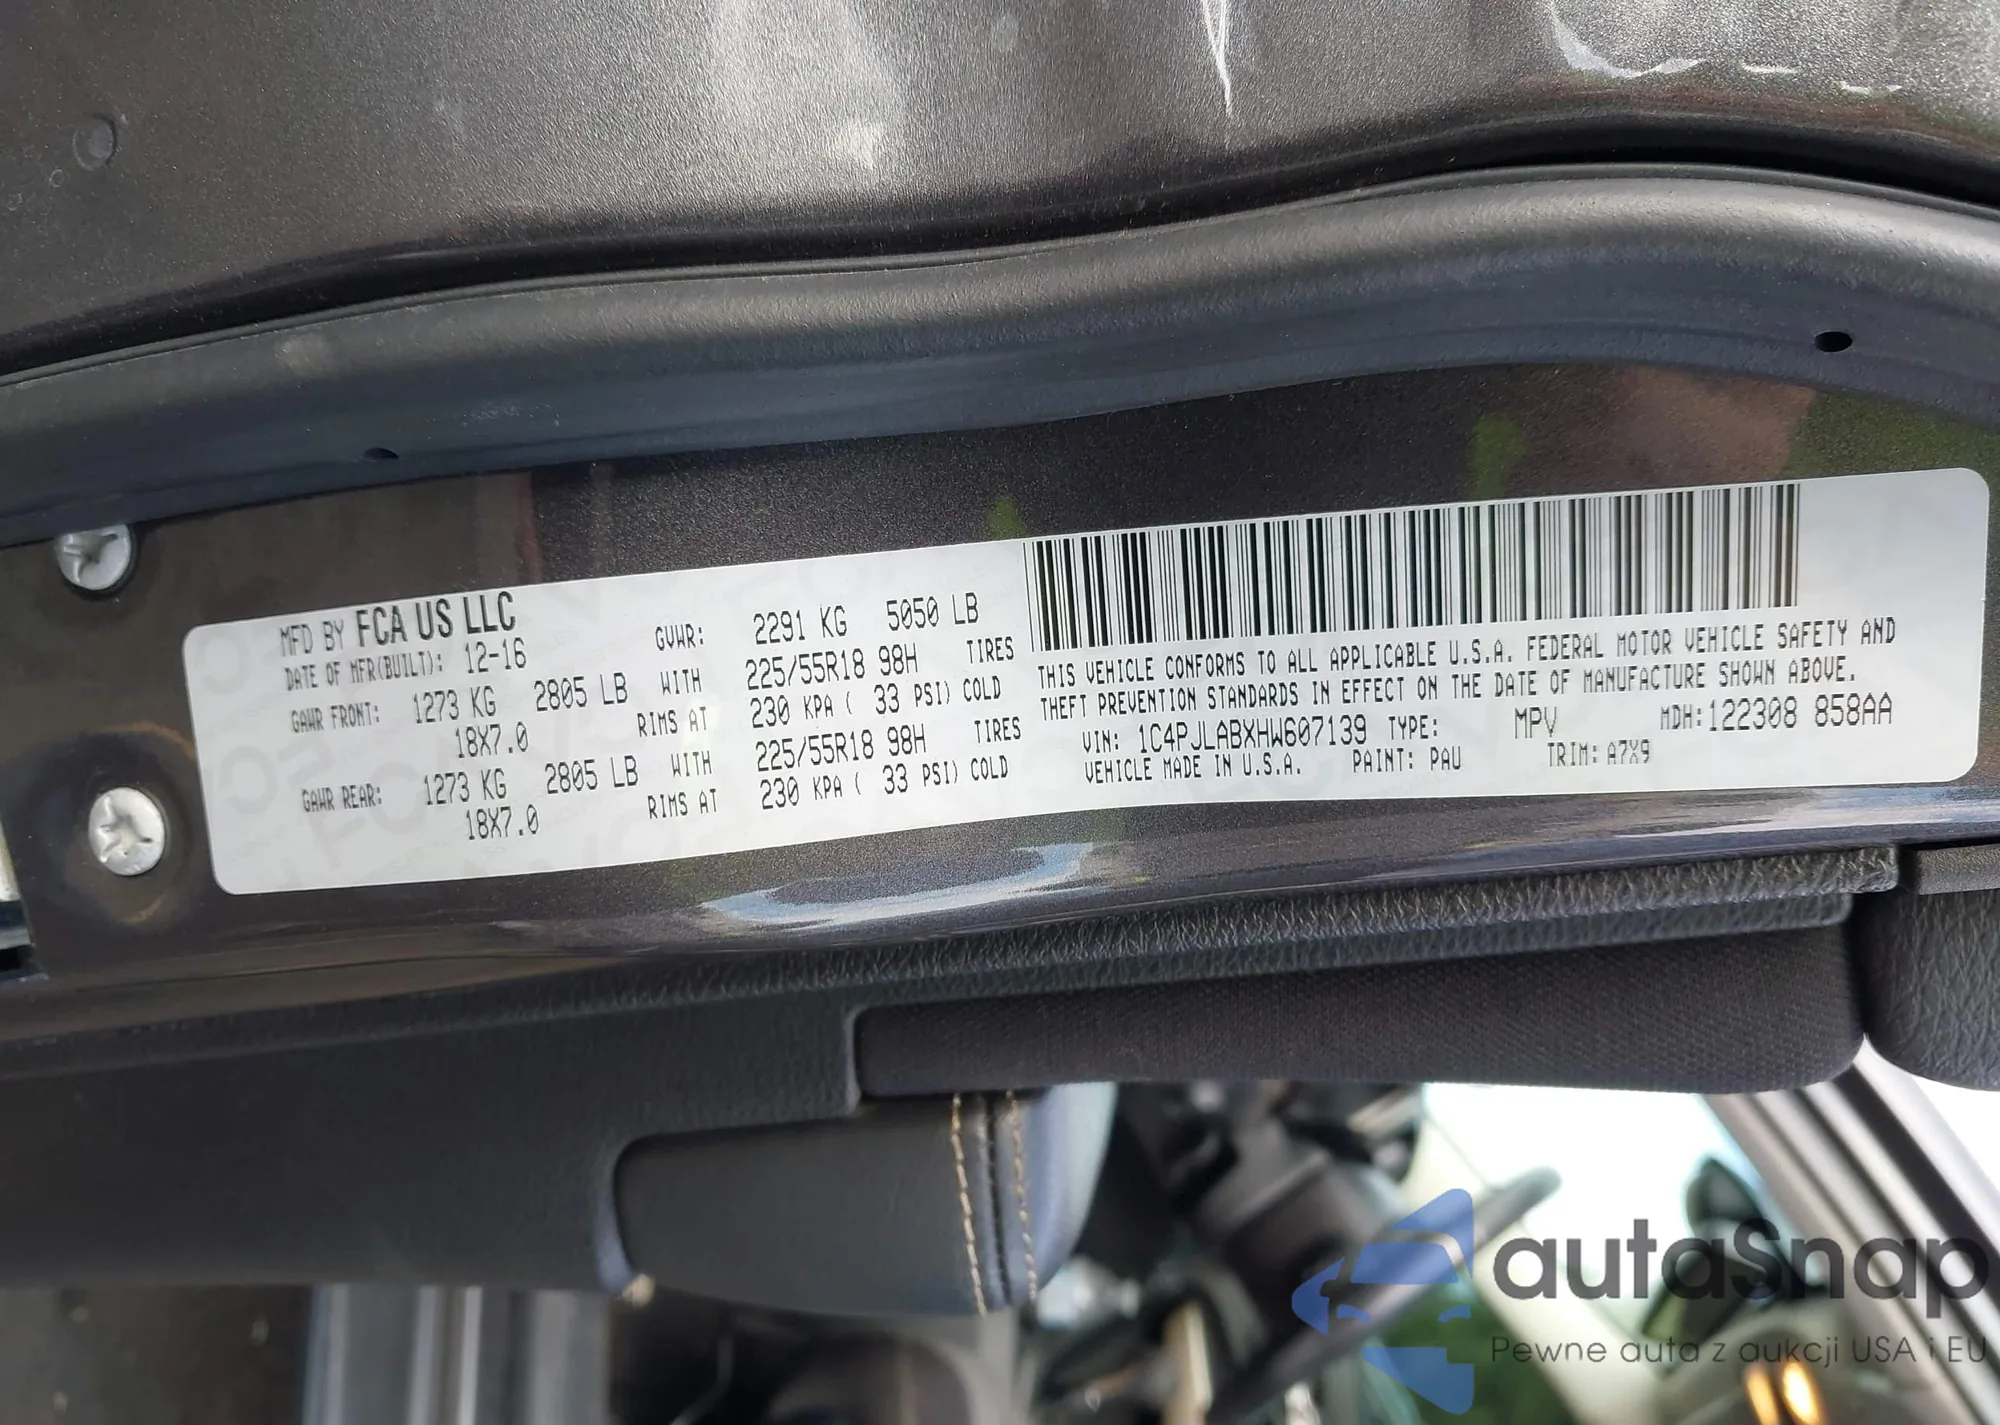 MFD BY FCA US LLC
DATE OF MFR(BUILT): 12-16 GVWR: 2291 KG 5050 LB
GAWR FRONT: 1273 KG 2805 LB WITH 225/55R18 98H TIRES
18X7.0 RIMS AT 230 KPA ( 33 PSI) COLD
GAWR REAR: 1273 KG 2805 LB WITH 225/55R18 98H TIRES
18X7.0 RIMS AT 230 KPA ( 33 PSI) COLD
THIS VEHICLE CONFORMS TO ALL APPLICABLE U.S.A. FEDERAL MOTOR VEHICLE SAFETY AND
THEFT PREVENTION STANDARDS IN EFFECT ON THE DATE OF MANUFACTURE SHOWN ABOVE.
VIN: 1C4PJLABXHW607139 TYPE: MPV MDH:122308 858AA
VEHICLE MADE IN U.S.A. PAINT: PAU TRIM: A7X9
autaSnap
Pewne auta z aukcji USA i EU